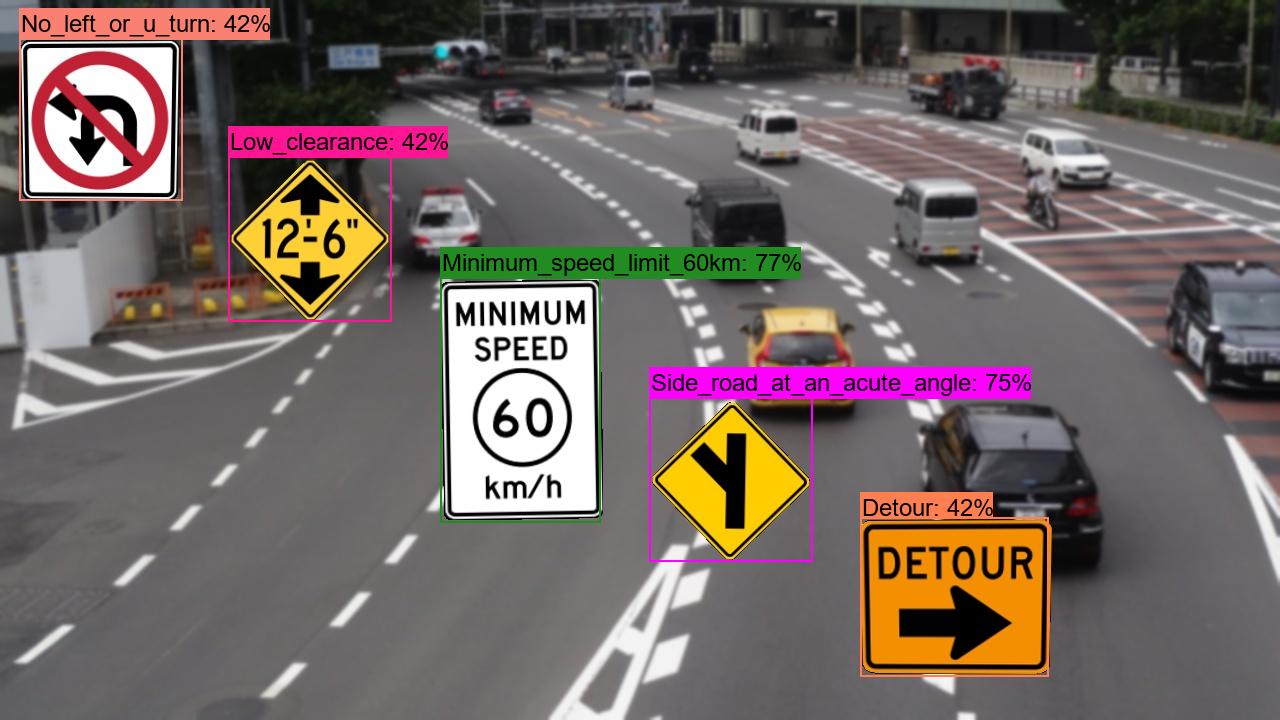 No_left_or_u_turn: 42%
Low_clearance: 42%
12'-6"
Minimum_speed_limit_60km: 77%
MINIMUM
SPEED
60
km/h
Side_road_at_an_acute_angle: 75%
Detour: 42%
DETOUR